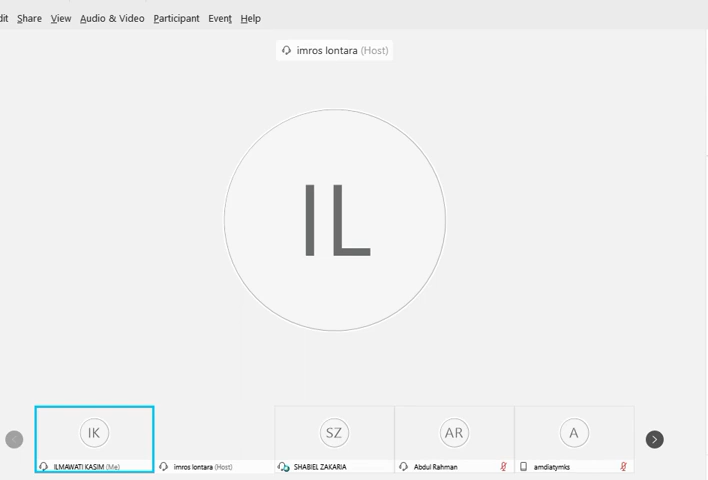 dit Share View Audio & Video Participant Event Help
imros lontara (Host)
IL
IK SZ AR A
ILMAWATI KASIM (Me) imros lontara (Host) SHABIEL ZAKARIA Abdul Rahman amdiatymks